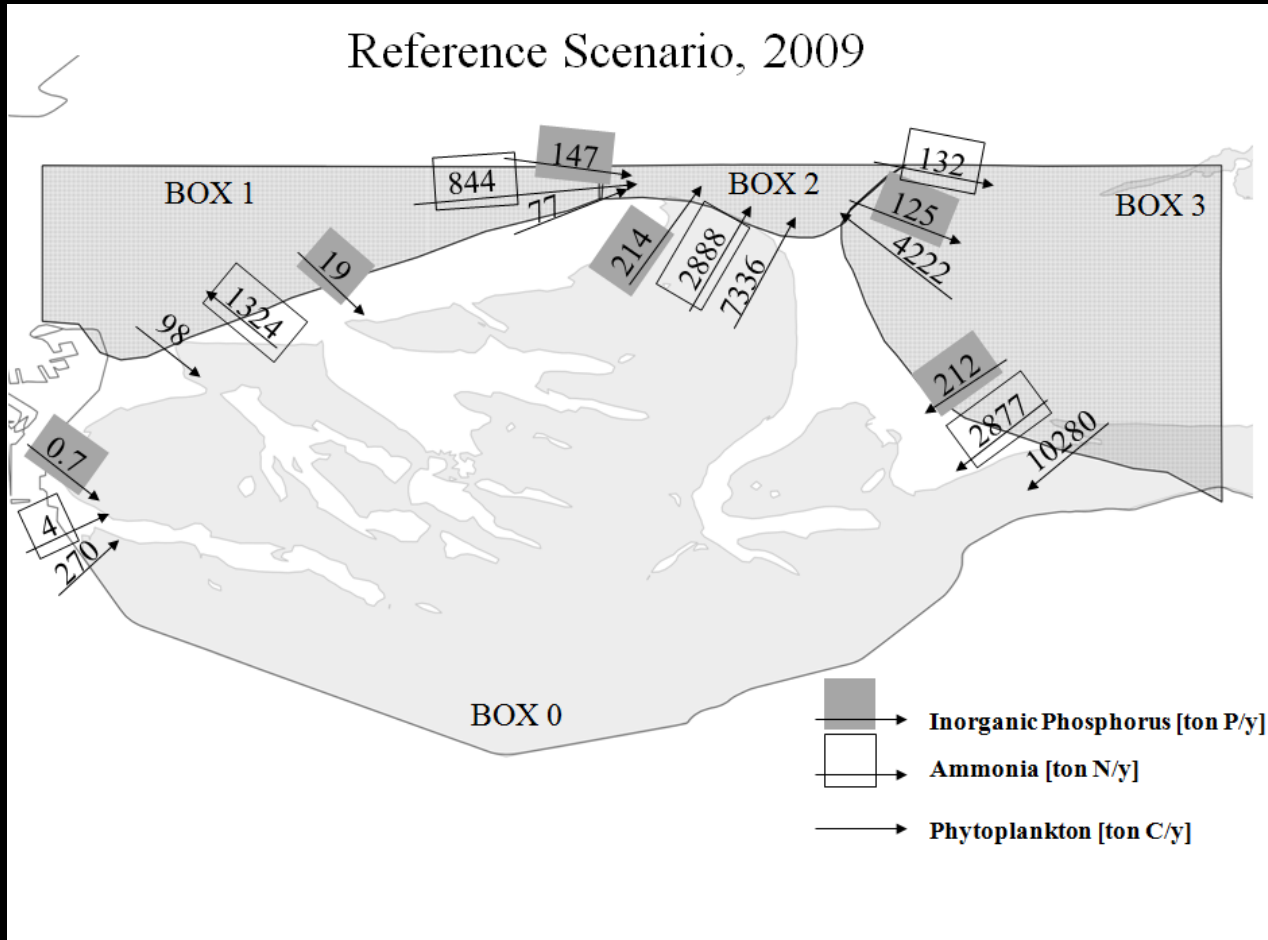 Reference Scenario, 2009
147
132
844
BOX 1
BOX 2
BOX 3
77
125
214
2888
7336
4222
19
1324
98
212
2877
10280
0.7
4
270
BOX 0
Inorganic Phosphorus [ton P/y]
Ammonia [ton N/y]
Phytoplankton [ton C/y]